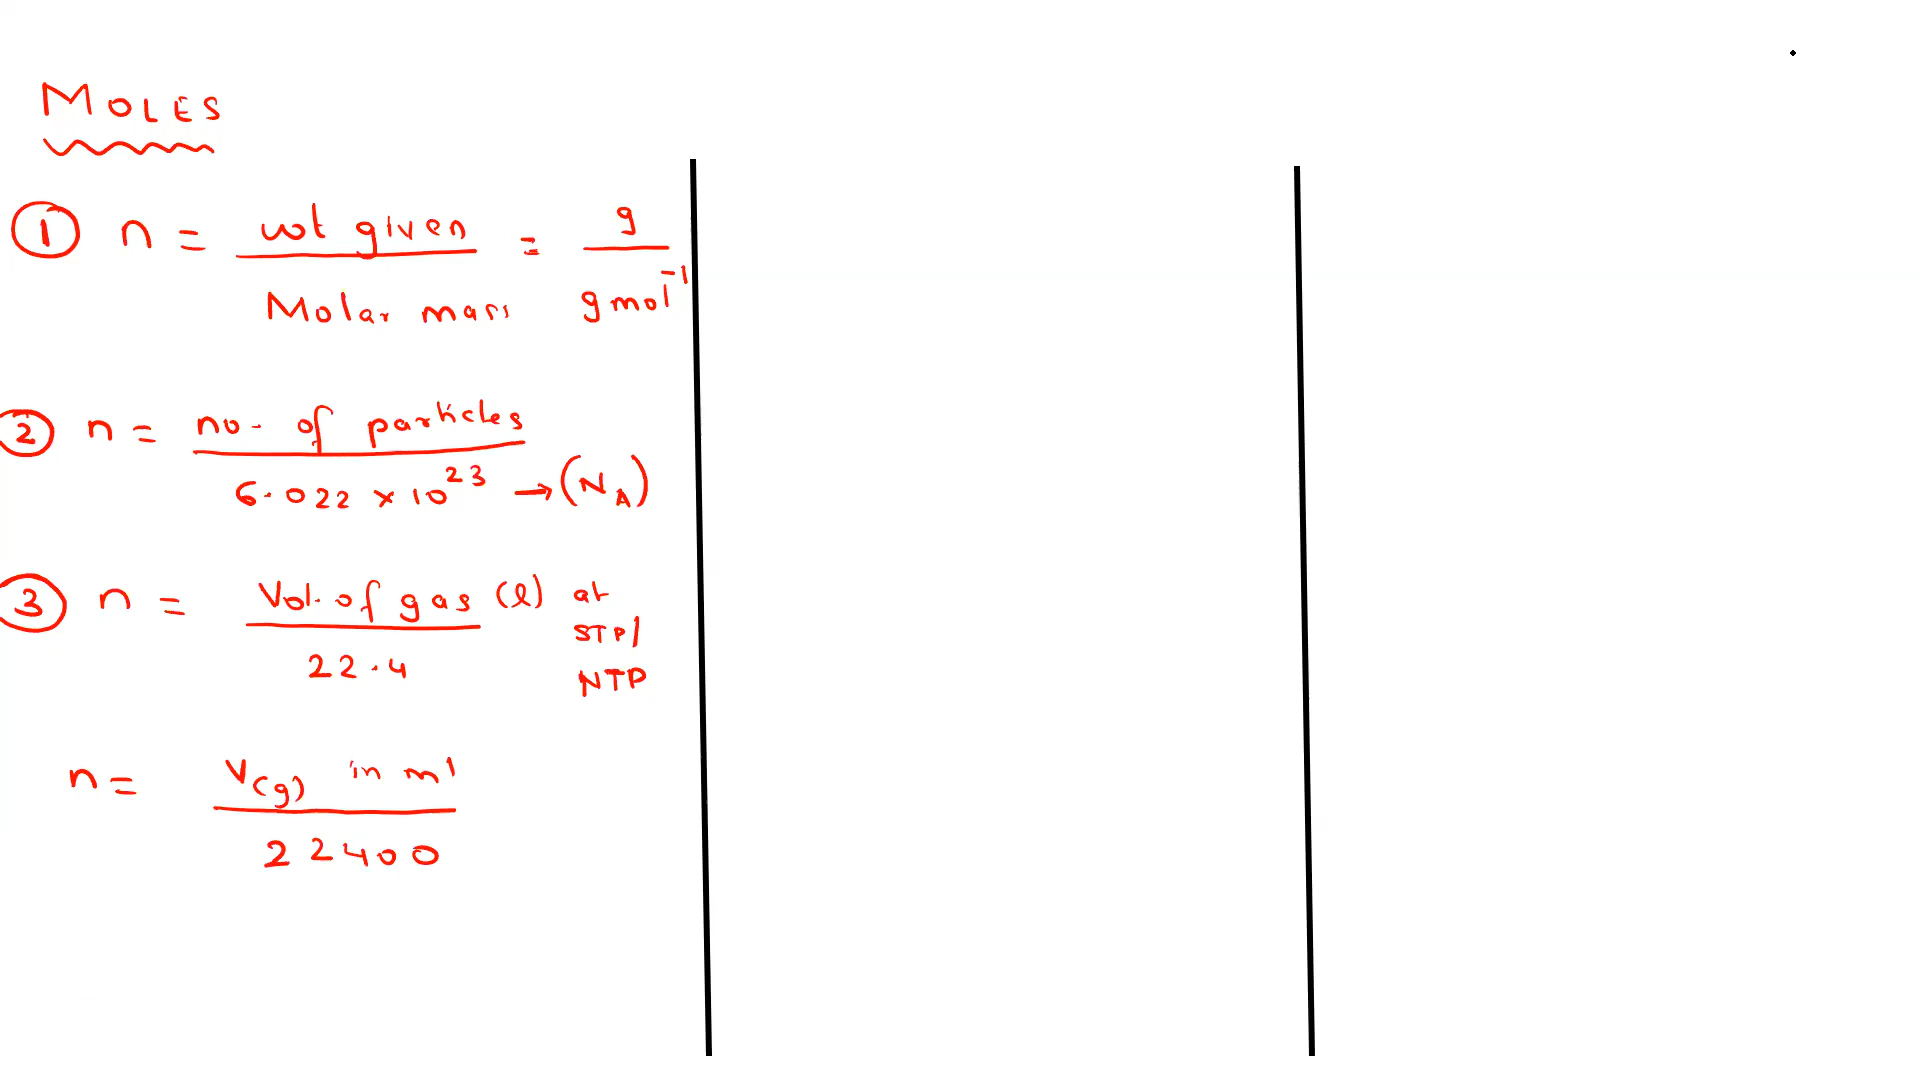 MOLES
① n = wt given / Molar mass = g / g mol⁻¹
② n = no. of particles / 6.022 × 10²³ → (N_A)
③ n = Vol. of gas (l) / 22.4 at
STP/
NTP
n = V(g) in ml / 22400